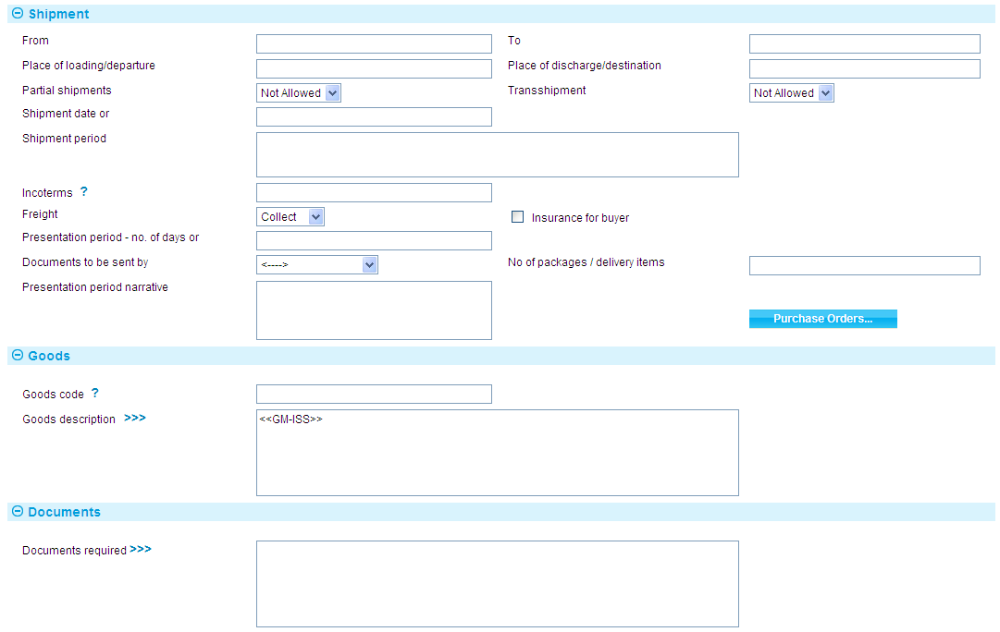 Shipment
From To
Place of loading/departure Place of discharge/destination
Partial shipments Not Allowed Transshipment Not Allowed
Shipment date or
Shipment period
Incoterms ?
Freight Collect Insurance for buyer
Presentation period - no. of days or
Documents to be sent by <----> No of packages / delivery items
Presentation period narrative
Purchase Orders...
Goods
Goods code ?
Goods description >>> <<GM-ISS>>
Documents
Documents required >>>